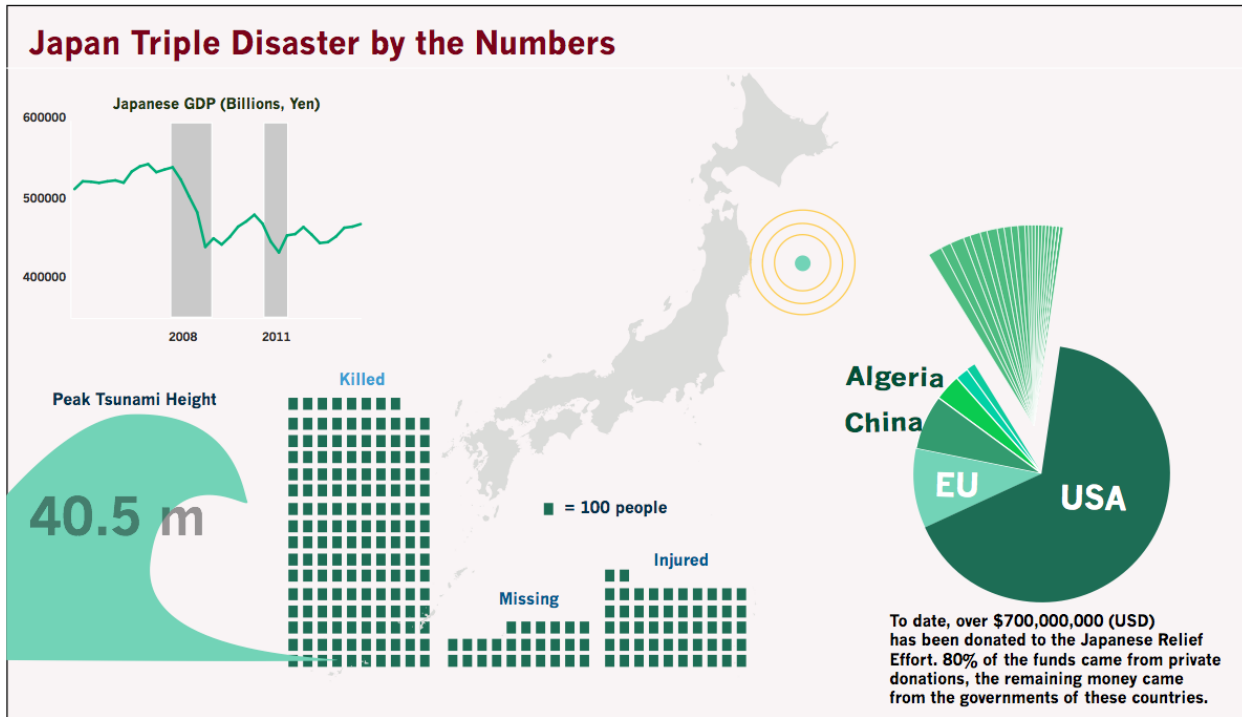 Japan Triple Disaster by the Numbers
Japanese GDP (Billions, Yen)
600000
500000
400000
2008
2011
Peak Tsunami Height
40.5 m
Killed
Missing
Injured
= 100 people
Algeria
China
EU
USA
To date, over $700,000,000 (USD)
has been donated to the Japanese Relief
Effort. 80% of the funds came from private
donations, the remaining money came
from the governments of these countries.